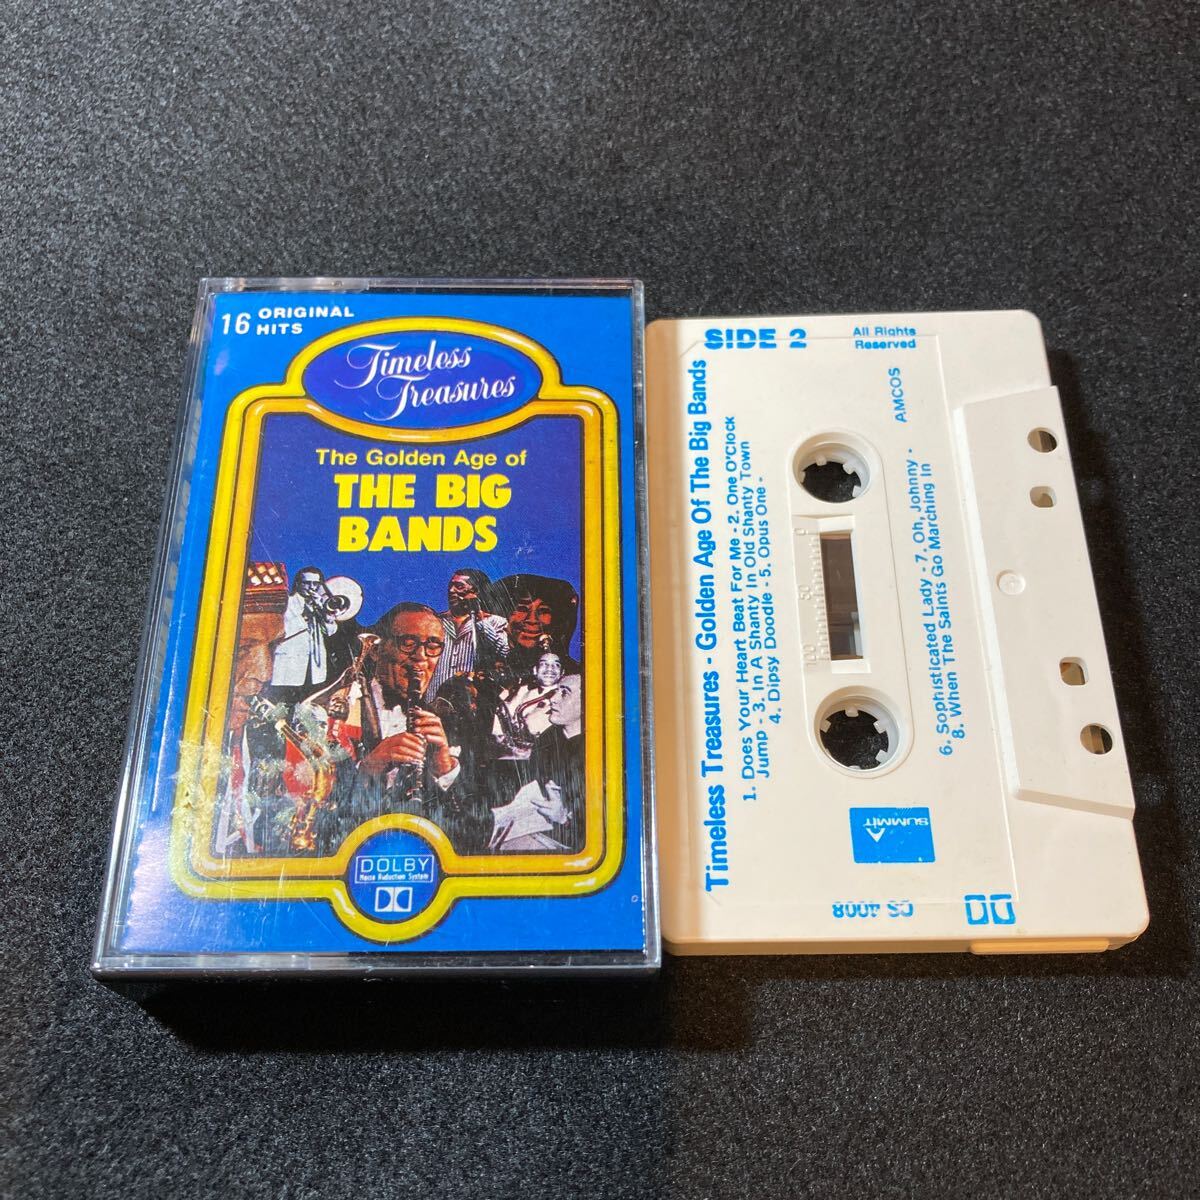 16 ORIGINAL
HITS
Timeless
Treasures
The Golden Age of
THE BIG
BANDS
DOLBY
Noise Reduction System
SIDE 2
All Rights
Reserved
AMCOS
Timeless Treasures - Golden Age Of The Big Bands
1. Does Your Heart Beat For Me - 2. One O'Clock
Jump - 3. In A Shanty In Old Shanty Town
4. Dipsy Doodle - 5. Opus One -
6. Sophisticated Lady - 7. Oh, Johnny -
8. When The Saints Go Marching In
100 50 0
SUMMIT
CS 4008